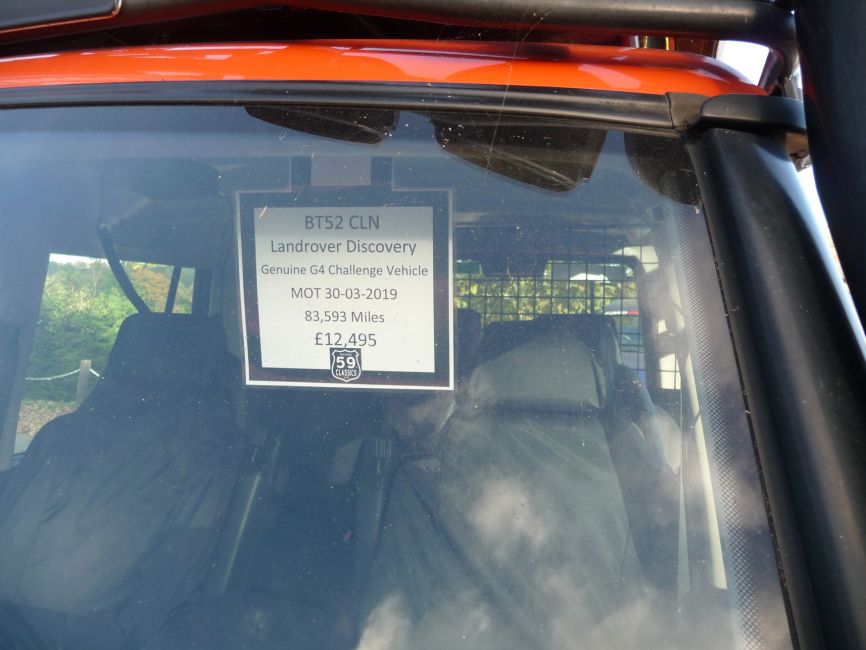 BT52 CLN
Landrover Discovery
Genuine G4 Challenge Vehicle
MOT 30-03-2019
83,593 Miles
£12,495
59
CLASSICS